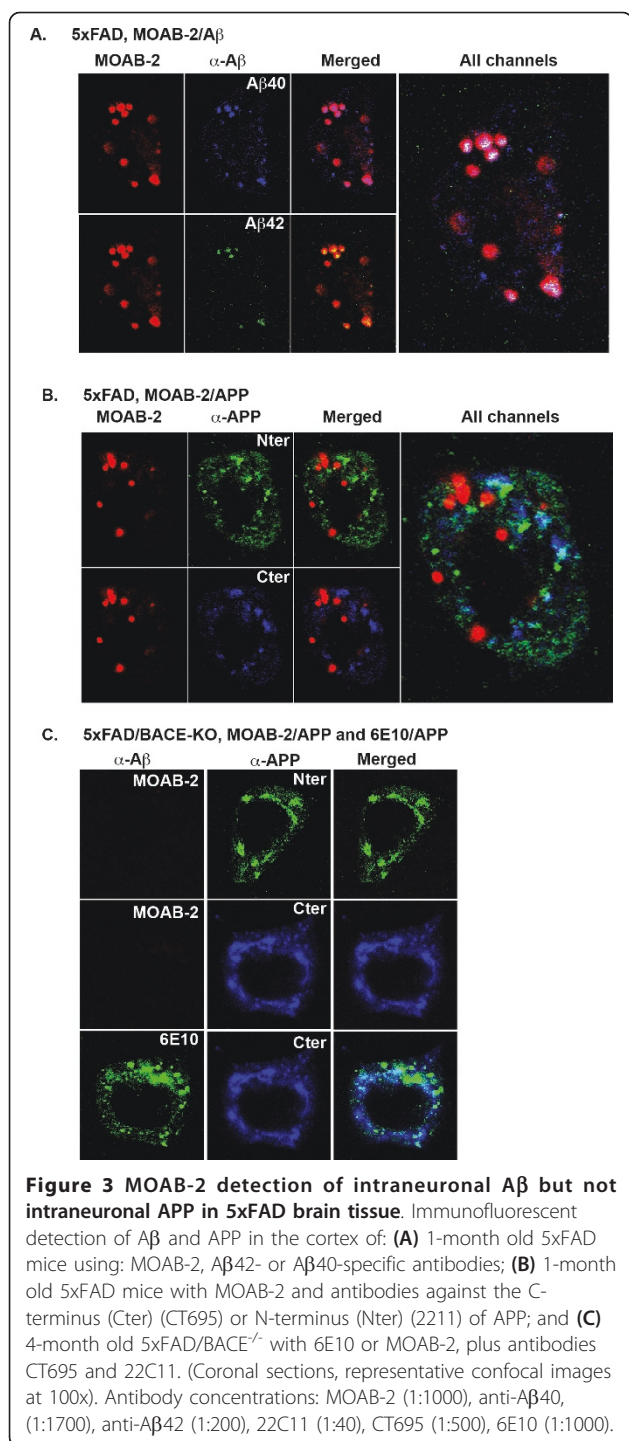 A. 5xFAD, MOAB-2/Aβ
MOAB-2 α-Aβ Merged All channels
Aβ40
Aβ42
B. 5xFAD, MOAB-2/APP
MOAB-2 α-APP Merged All channels
Nter
Cter
C. 5xFAD/BACE-KO, MOAB-2/APP and 6E10/APP
α-Aβ α-APP Merged
MOAB-2 Nter
MOAB-2 Cter
6E10 Cter
Figure 3 MOAB-2 detection of intraneuronal Aβ but not
intraneuronal APP in 5xFAD brain tissue. Immunofluorescent
detection of Aβ and APP in the cortex of: (A) 1-month old 5xFAD
mice using: MOAB-2, Aβ42- or Aβ40-specific antibodies; (B) 1-month
old 5xFAD mice with MOAB-2 and antibodies against the C-
terminus (Cter) (CT695) or N-terminus (Nter) (2211) of APP; and (C)
4-month old 5xFAD/BACE-/- with 6E10 or MOAB-2, plus antibodies
CT695 and 22C11. (Coronal sections, representative confocal images
at 100x). Antibody concentrations: MOAB-2 (1:1000), anti-Aβ40,
(1:1700), anti-Aβ42 (1:200), 22C11 (1:40), CT695 (1:500), 6E10 (1:1000).